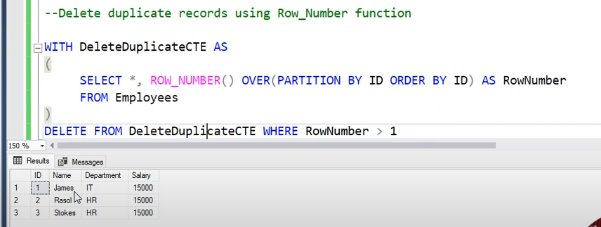 --Delete duplicate records using Row_Number function
WITH DeleteDuplicateCTE AS
(
SELECT *, ROW_NUMBER() OVER(PARTITION BY ID ORDER BY ID) AS RowNumber
FROM Employees
)
DELETE FROM DeleteDuplicateCTE WHERE RowNumber > 1
150 %
Results Messages
ID Name Department Salary
1 1 James IT 15000
2 2 Rasol HR 15000
3 3 Stokes HR 15000